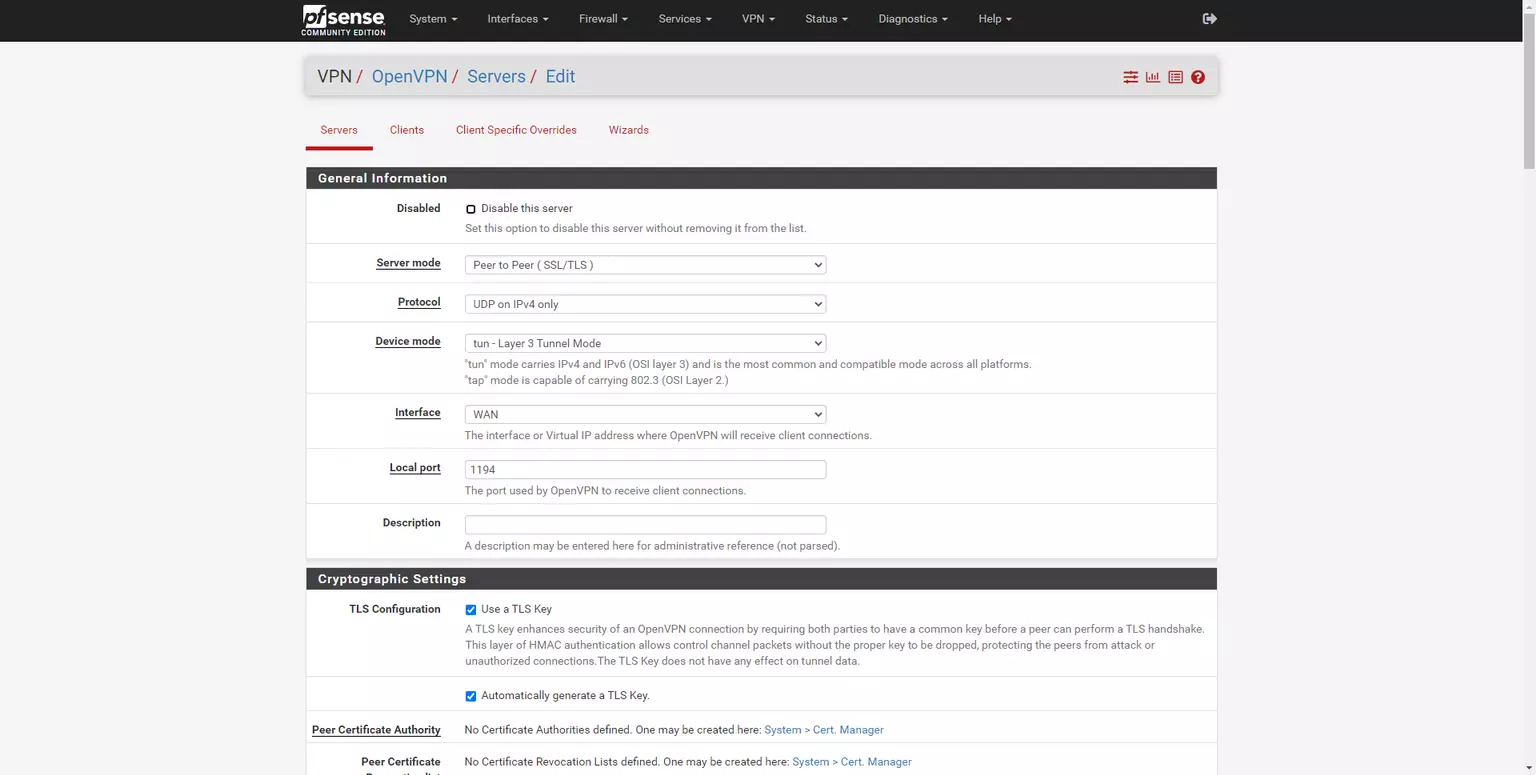 pfsense
COMMUNITY EDITION
System
Interfaces
Firewall
Services
VPN
Status
Diagnostics
Help
VPN / OpenVPN / Servers / Edit
Servers
Clients
Client Specific Overrides
Wizards
General Information
Disabled
Disable this server
Set this option to disable this server without removing it from the list.
Server mode
Peer to Peer ( SSL/TLS )
Protocol
UDP on IPv4 only
Device mode
tun - Layer 3 Tunnel Mode
"tun" mode carries IPv4 and IPv6 (OSI layer 3) and is the most common and compatible mode across all platforms.
"tap" mode is capable of carrying 802.3 (OSI Layer 2.)
Interface
WAN
The interface or Virtual IP address where OpenVPN will receive client connections.
Local port
1194
The port used by OpenVPN to receive client connections.
Description
A description may be entered here for administrative reference (not parsed).
Cryptographic Settings
TLS Configuration
Use a TLS Key
A TLS key enhances security of an OpenVPN connection by requiring both parties to have a common key before a peer can perform a TLS handshake.
This layer of HMAC authentication allows control channel packets without the proper key to be dropped, protecting the peers from attack or
unauthorized connections.The TLS Key does not have any effect on tunnel data.
Automatically generate a TLS Key.
Peer Certificate Authority
No Certificate Authorities defined. One may be created here: System > Cert. Manager
Peer Certificate
No Certificate Revocation Lists defined. One may be created here: System > Cert. Manager